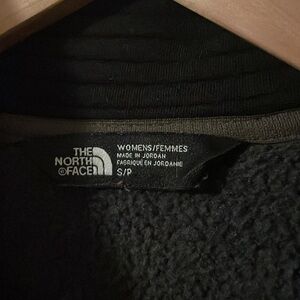 THE
NORTH
FACE
WOMENS/FEMMES
MADE IN JORDAN
FABRIQUÉ EN JORDANIE
S/P